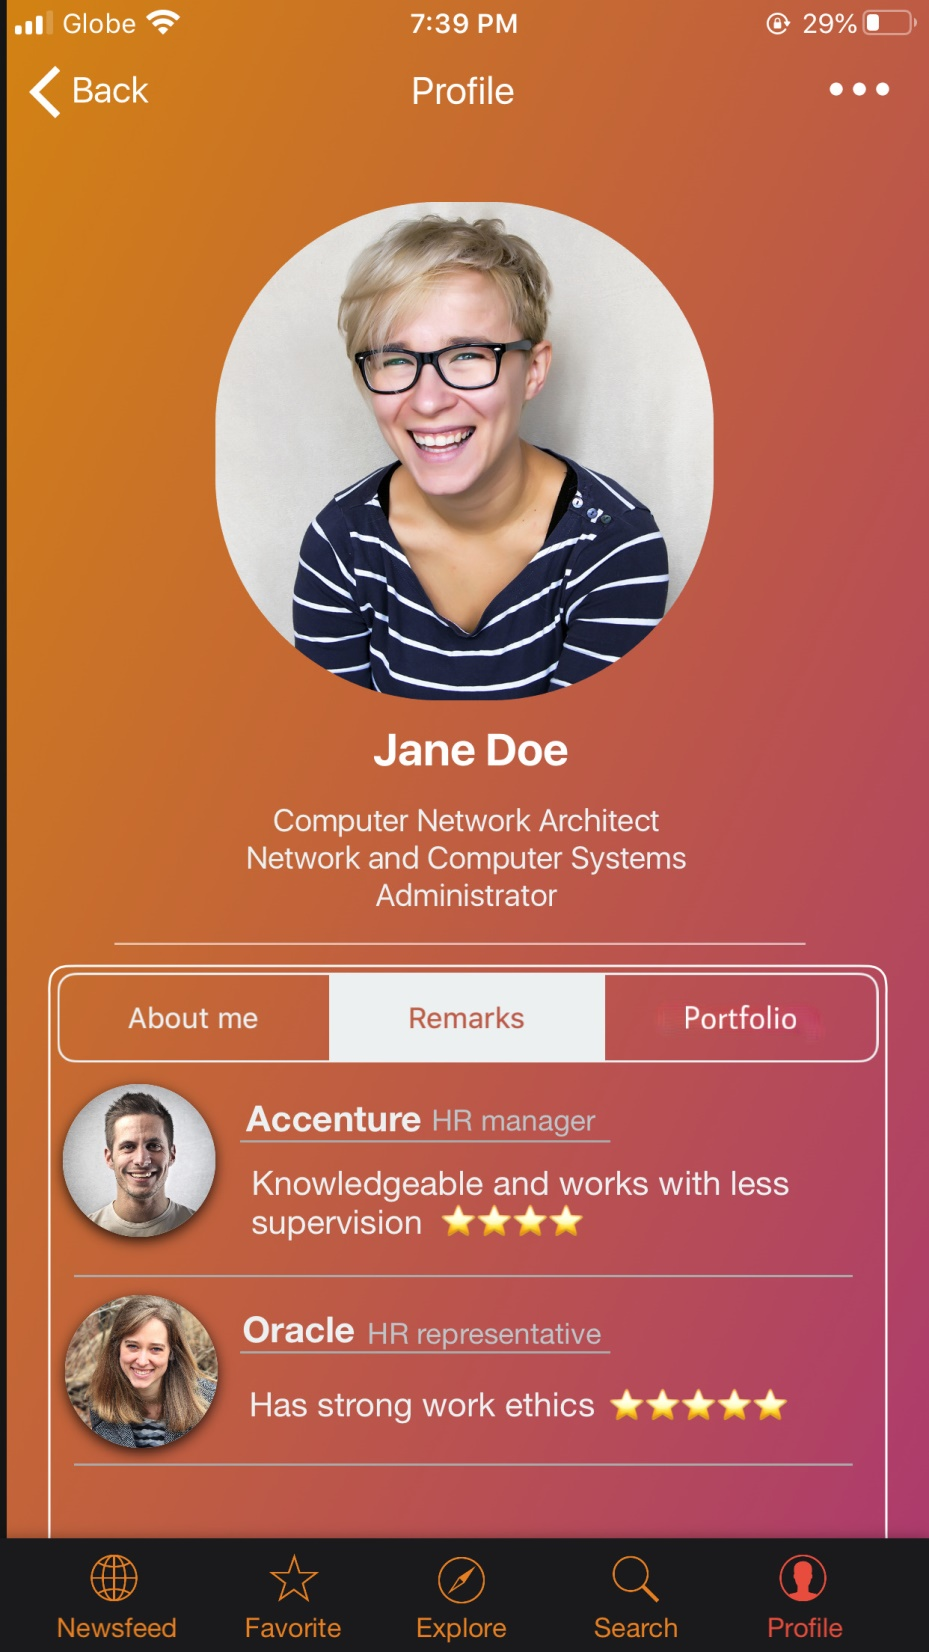 Globe 7:39 PM 29%
Back Profile
Jane Doe
Computer Network Architect
Network and Computer Systems
Administrator
About me Remarks Portfolio
Accenture HR manager
Knowledgeable and works with less
supervision ⭐⭐⭐⭐
Oracle HR representative
Has strong work ethics ⭐⭐⭐⭐⭐
Newsfeed Favorite Explore Search Profile